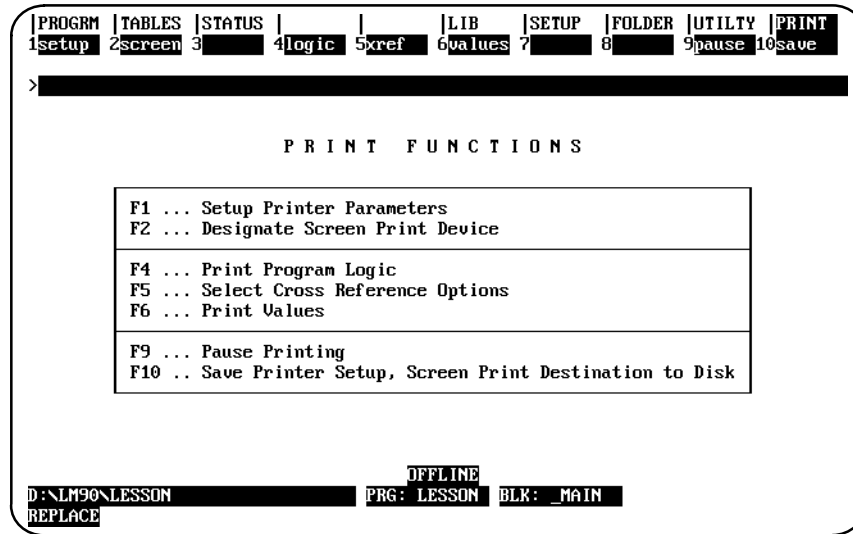 |PROGRM |TABLES |STATUS | | |LIB |SETUP |FOLDER |UTILTY |PRINT
1setup 2screen 3 4logic 5xref 6values 7 8 9pause 10save
>
P R I N T F U N C T I O N S
F1 ... Setup Printer Parameters
F2 ... Designate Screen Print Device
F4 ... Print Program Logic
F5 ... Select Cross Reference Options
F6 ... Print Values
F9 ... Pause Printing
F10 .. Save Printer Setup, Screen Print Destination to Disk
OFFLINE
D:\LM90\LESSON PRG: LESSON BLK: _MAIN
REPLACE